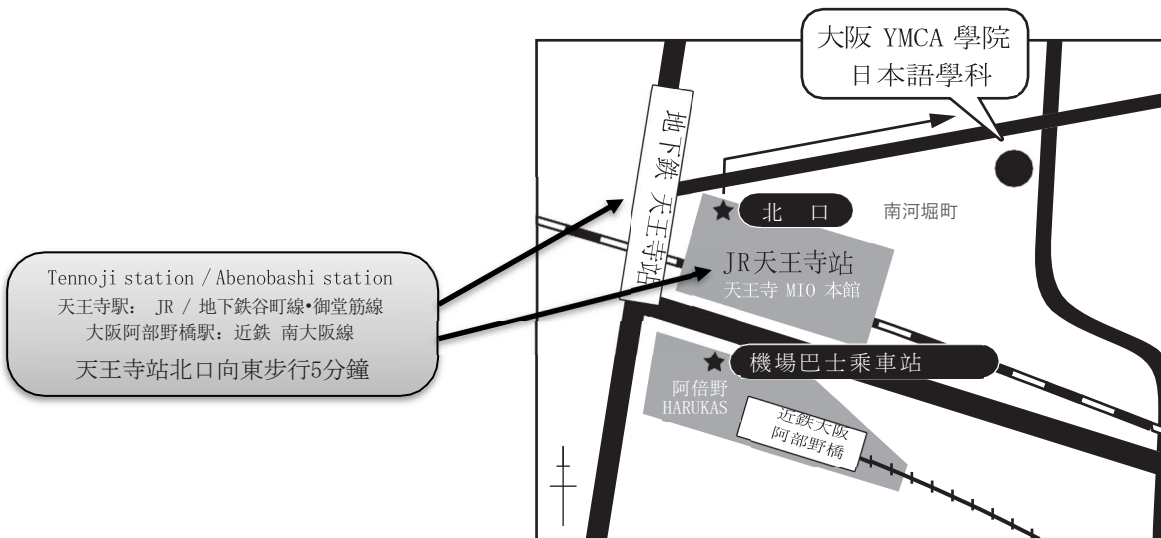 大阪 YMCA 學院
日本語學科
地下鉄 天王寺站
北 口
南河堀町
JR天王寺站
天王寺 MIO 本館
Tennoji station / Abenobashi station
天王寺駅: JR / 地下鉄谷町線•御堂筋線
大阪阿部野橋駅: 近鉄 南大阪線
天王寺站北口向東步行5分鐘
機場巴士乘車站
阿倍野
HARUKAS
近鉄大阪
阿部野橋